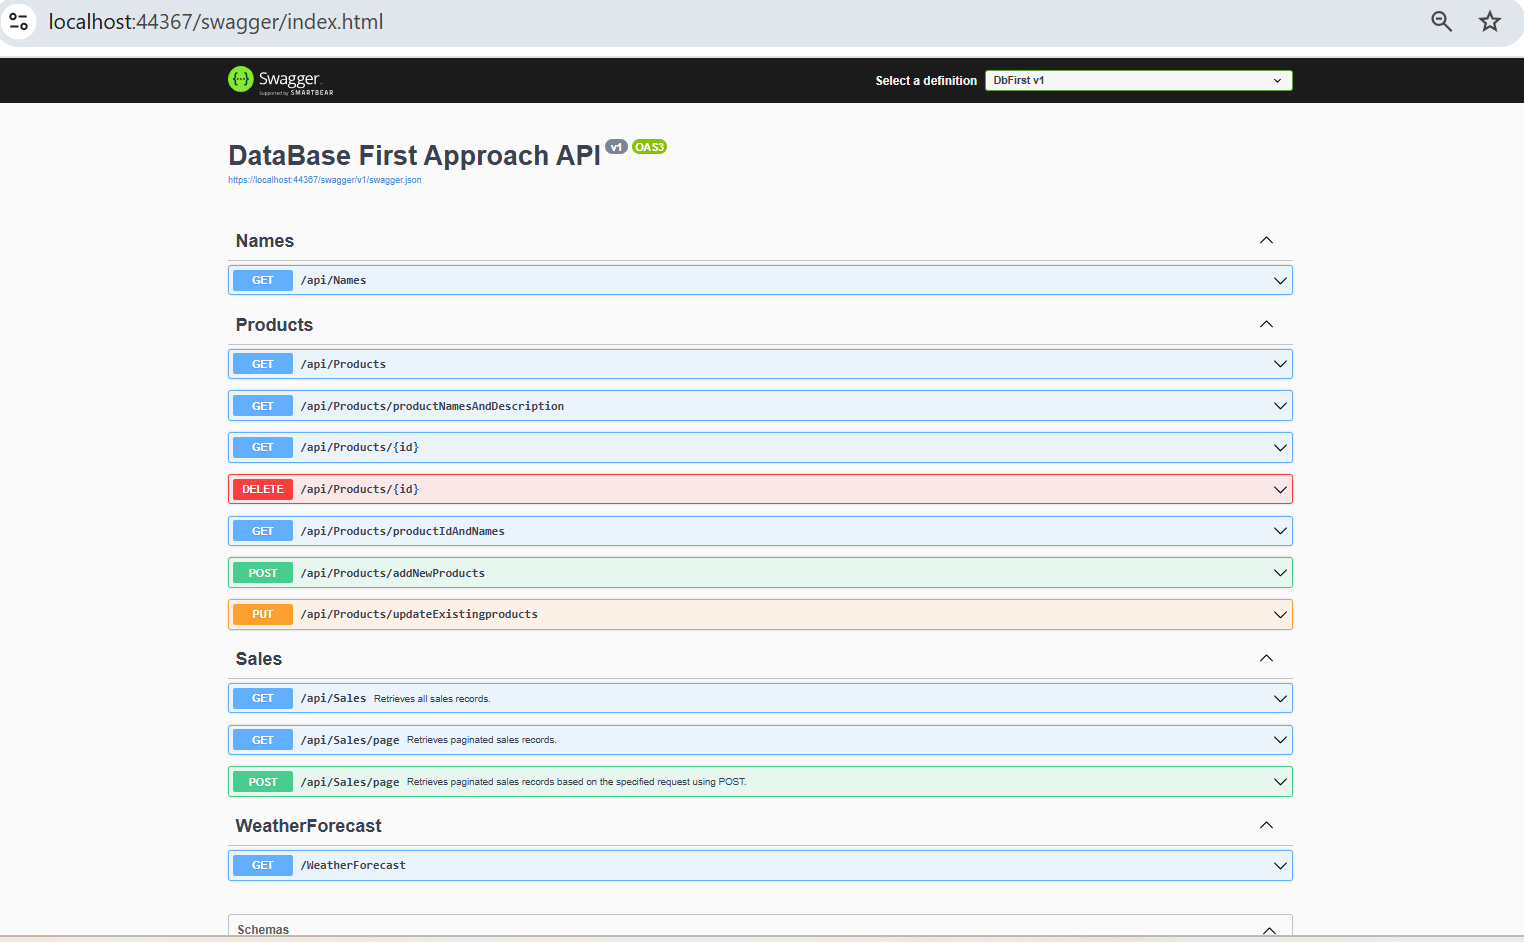 localhost:44367/swagger/index.html
Swagger
Supported by SMARTBEAR
Select a definition
DbFirst v1
DataBase First Approach API v1 OAS3
https://localhost:44367/swagger/v1/swagger.json
Names
GET /api/Names
Products
GET /api/Products
GET /api/Products/productNamesAndDescription
GET /api/Products/{id}
DELETE /api/Products/{id}
GET /api/Products/productIdAndNames
POST /api/Products/addNewProducts
PUT /api/Products/updateExistingproducts
Sales
GET /api/Sales Retrieves all sales records.
GET /api/Sales/page Retrieves paginated sales records.
POST /api/Sales/page Retrieves paginated sales records based on the specified request using POST.
WeatherForecast
GET /WeatherForecast
Schemas